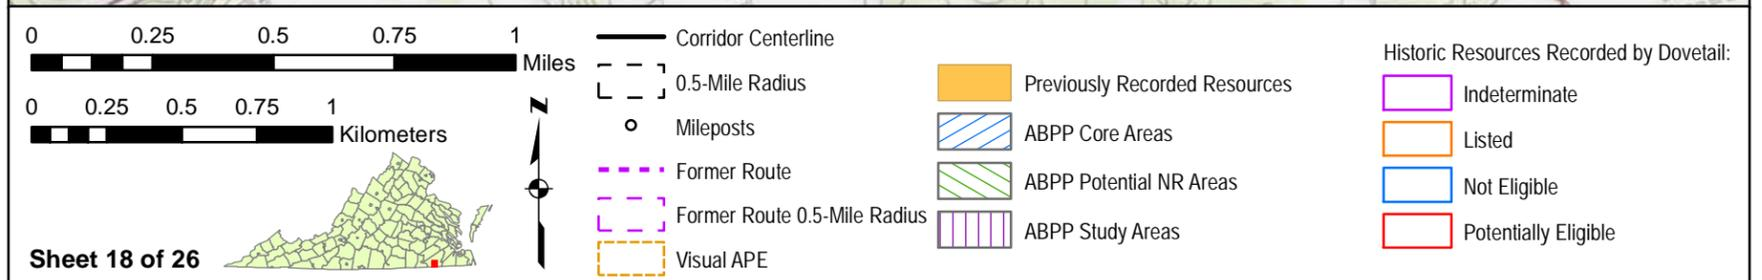 0 0.25 0.5 0.75 1
Miles
0 0.25 0.5 0.75 1
Kilometers
N
Sheet 18 of 26
Corridor Centerline
0.5-Mile Radius
Mileposts
Former Route
Former Route 0.5-Mile Radius
Visual APE
Previously Recorded Resources
ABPP Core Areas
ABPP Potential NR Areas
ABPP Study Areas
Historic Resources Recorded by Dovetail:
Indeterminate
Listed
Not Eligible
Potentially Eligible